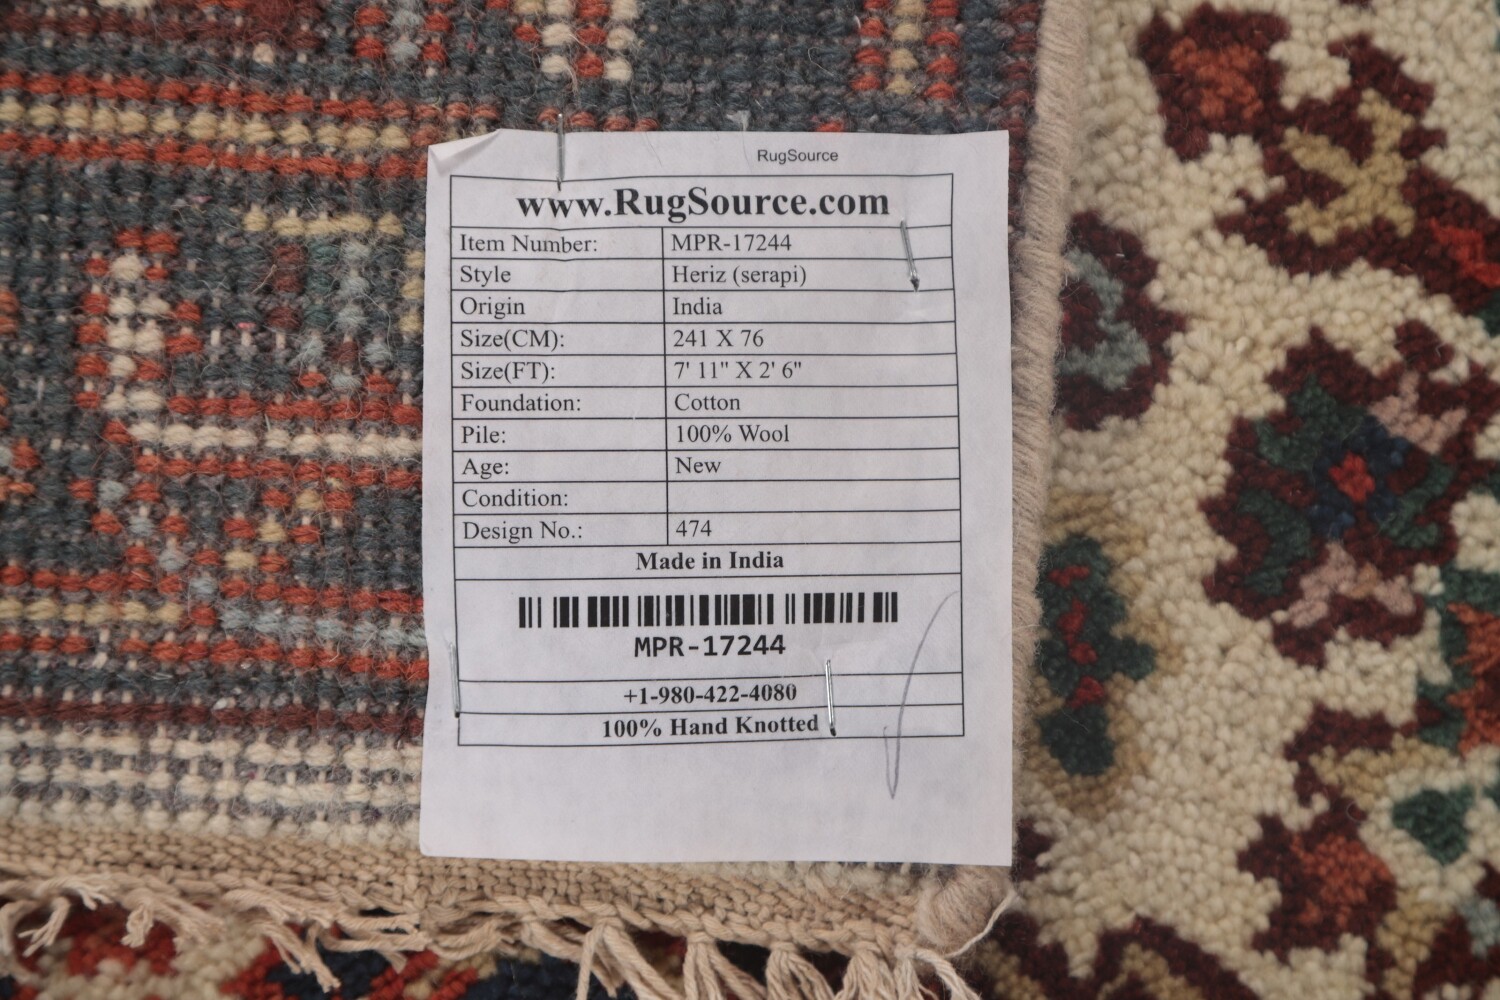 RugSource
www.RugSource.com
Item Number: MPR-17244
Style Heriz (serapi)
Origin India
Size(CM): 241 X 76
Size(FT): 7' 11" X 2' 6"
Foundation: Cotton
Pile: 100% Wool
Age: New
Condition:
Design No.: 474
Made in India
MPR-17244
+1-980-422-4080
100% Hand Knotted